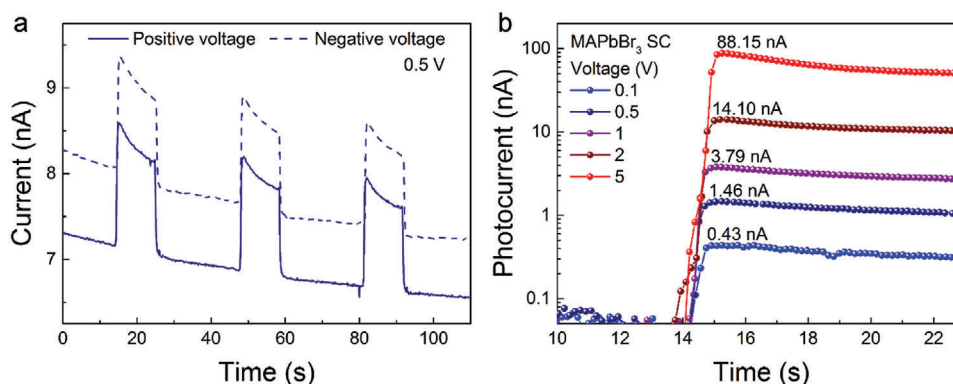 a
Positive voltage
Negative voltage
0.5 V
Current (nA)
9
8
7
0 20 40 60 80 100
Time (s)
b
MAPbBr₃ SC
Voltage (V)
0.1
0.5
1
2
5
88.15 nA
14.10 nA
3.79 nA
1.46 nA
0.43 nA
Photocurrent (nA)
100
10
1
0.1
10 12 14 16 18 20 22
Time (s)